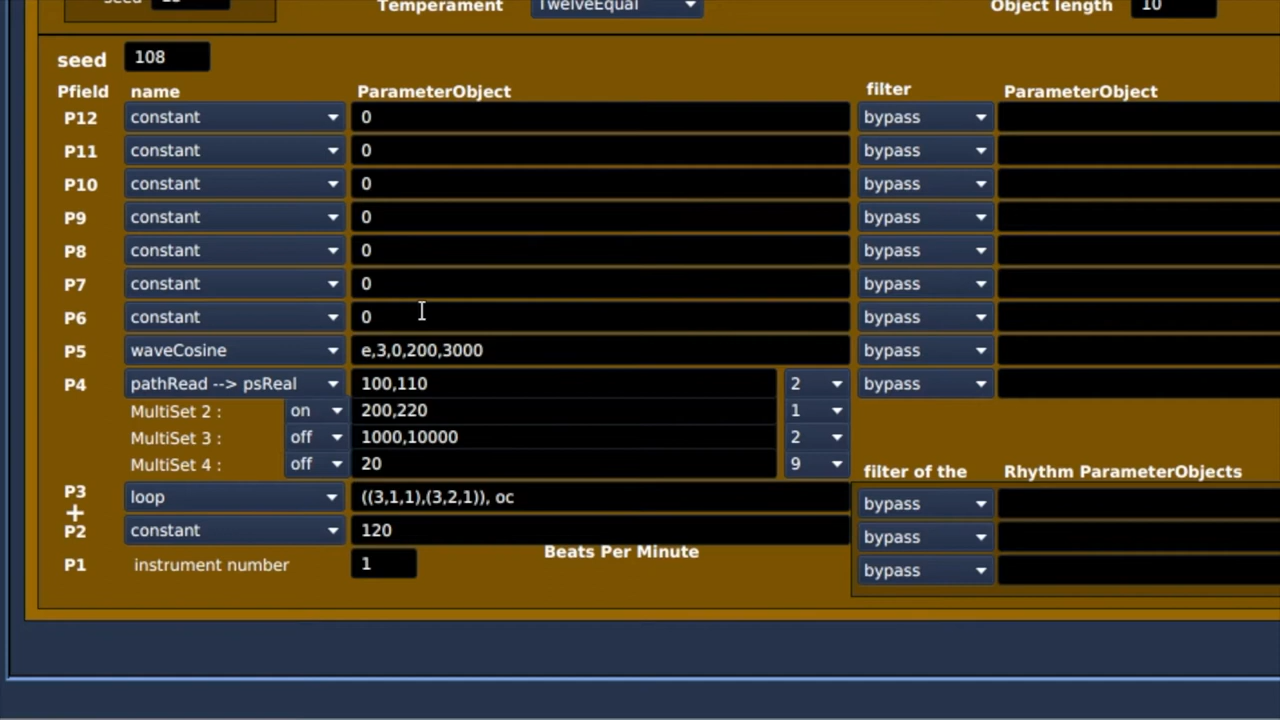 Temperament TwelveEqual Object length 10
seed 108
Pfield name ParameterObject filter ParameterObject
P12 constant 0 bypass
P11 constant 0 bypass
P10 constant 0 bypass
P9 constant 0 bypass
P8 constant 0 bypass
P7 constant 0 bypass
P6 constant 0 bypass
P5 waveCosine e,3,0,200,3000 bypass
P4 pathRead --> psReal 100,110 2 bypass
MultiSet 2 : on 200,220 1
MultiSet 3 : off 1000,10000 2
MultiSet 4 : off 20 9
filter of the Rhythm ParameterObjects
P3 loop ((3,1,1),(3,2,1)), oc bypass
+
P2 constant 120 bypass
Beats Per Minute
P1 instrument number 1 bypass